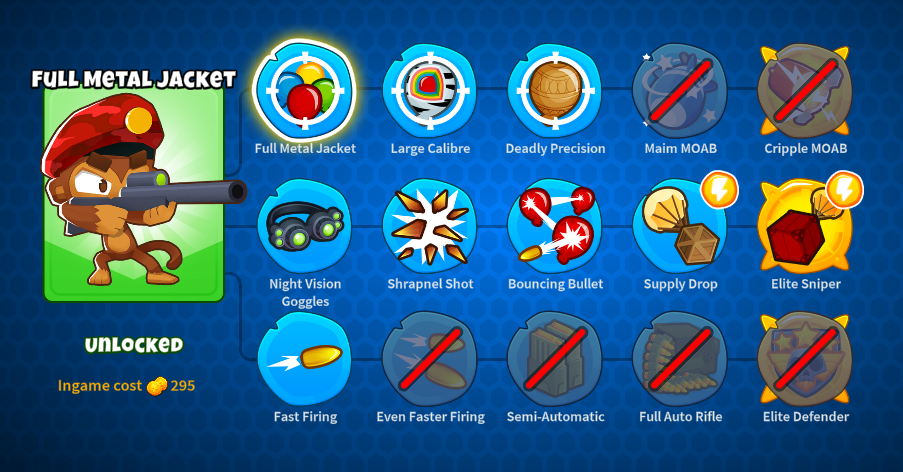 FULL METAL JACKET
UNLOCKED
Ingame cost 295
Full Metal Jacket
Large Calibre
Deadly Precision
Maim MOAB
Cripple MOAB
Night Vision
Goggles
Shrapnel Shot
Bouncing Bullet
Supply Drop
Elite Sniper
Fast Firing
Even Faster Firing
Semi-Automatic
Full Auto Rifle
Elite Defender